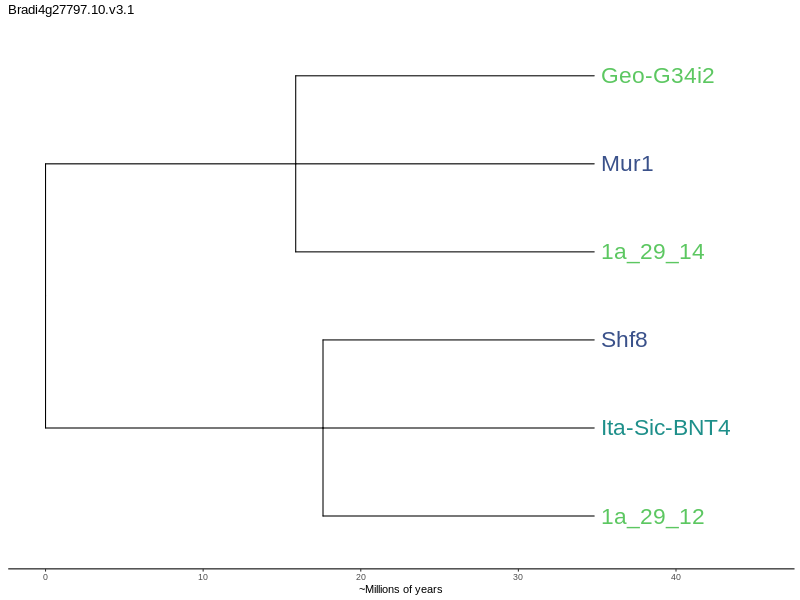 Bradi4g27797.10.v3.1
Geo-G34i2
Mur1
1a_29_14
Shf8
Ita-Sic-BNT4
1a_29_12
0 10 20 30 40
~Millions of years